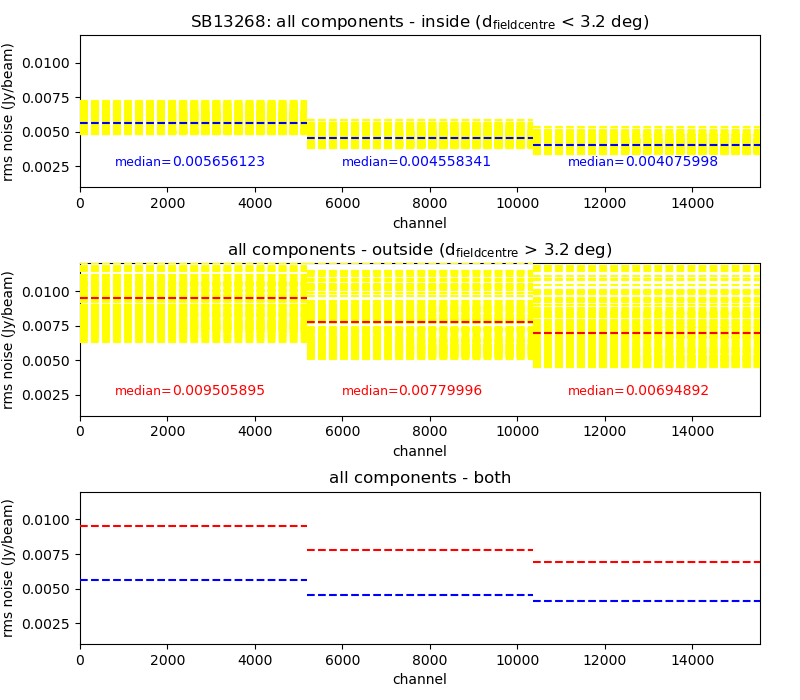 SB13268: all components - inside (dfieldcentre < 3.2 deg)
rms noise (Jy/beam)
0.0100
0.0075
0.0050
0.0025
median=0.005656123 median=0.004558341 median=0.004075998
0 2000 4000 6000 8000 10000 12000 14000
channel
all components - outside (dfieldcentre > 3.2 deg)
rms noise (Jy/beam)
0.0100
0.0075
0.0050
0.0025
median=0.009505895 median=0.00779996 median=0.00694892
0 2000 4000 6000 8000 10000 12000 14000
channel
all components - both
rms noise (Jy/beam)
0.0100
0.0075
0.0050
0.0025
0 2000 4000 6000 8000 10000 12000 14000
channel